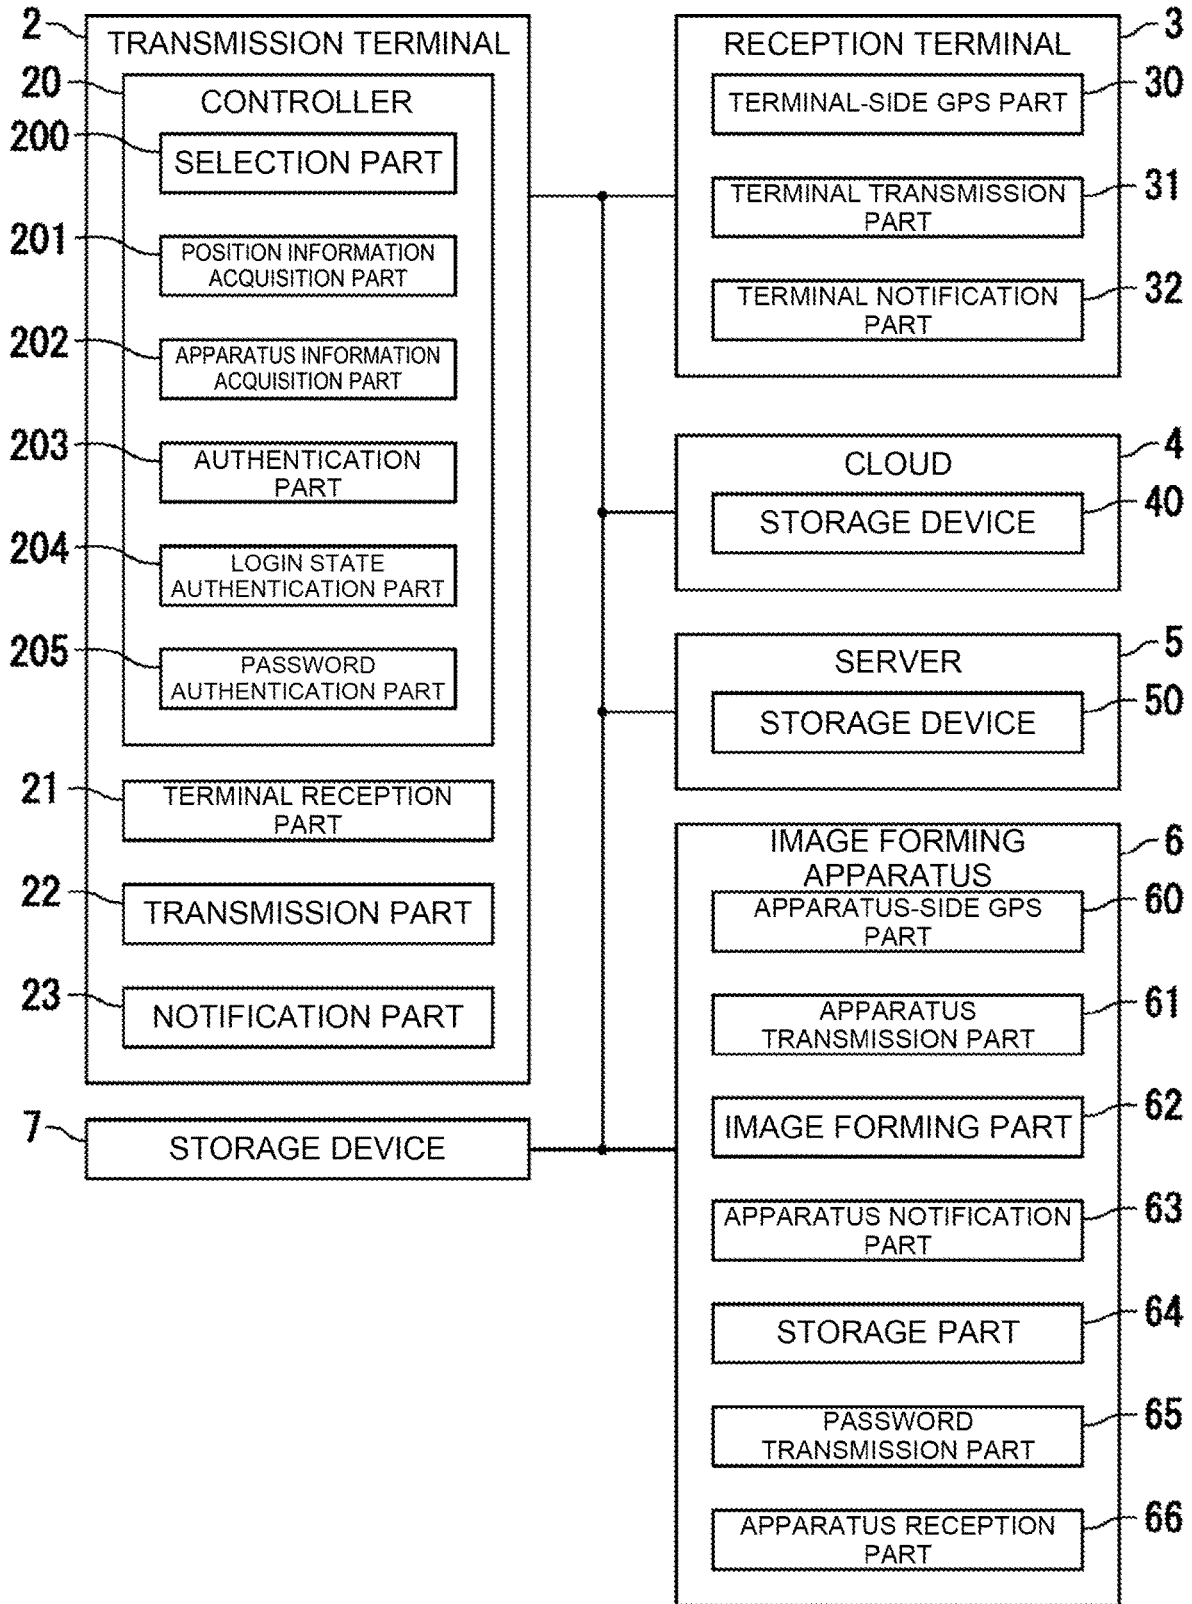 2
TRANSMISSION TERMINAL
20
CONTROLLER
200
SELECTION PART
201
POSITION INFORMATION
ACQUISITION PART
202
APPARATUS INFORMATION
ACQUISITION PART
203
AUTHENTICATION
PART
204
LOGIN STATE
AUTHENTICATION PART
205
PASSWORD
AUTHENTICATION PART
21
TERMINAL RECEPTION
PART
22
TRANSMISSION PART
23
NOTIFICATION PART
7
STORAGE DEVICE
RECEPTION TERMINAL
3
TERMINAL-SIDE GPS PART
30
TERMINAL TRANSMISSION
PART
31
TERMINAL NOTIFICATION
PART
32
CLOUD
4
STORAGE DEVICE
40
SERVER
5
STORAGE DEVICE
50
IMAGE FORMING
APPARATUS
6
APPARATUS-SIDE GPS
PART
60
APPARATUS
TRANSMISSION PART
61
IMAGE FORMING PART
62
APPARATUS NOTIFICATION
PART
63
STORAGE PART
64
PASSWORD
TRANSMISSION PART
65
APPARATUS RECEPTION
PART
66